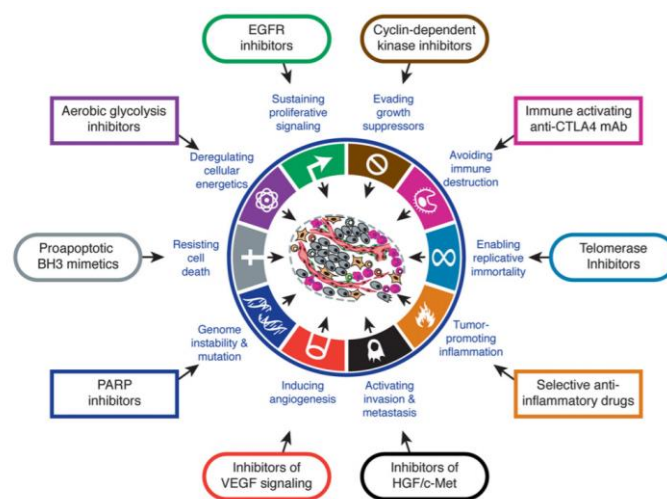 EGFR
inhibitors
Cyclin-dependent
kinase inhibitors
Sustaining
proliferative
signaling
Evading
growth
suppressors
Aerobic glycolysis
inhibitors
Immune activating
anti-CTLA4 mAb
Deregulating
cellular
energetics
Avoiding
immune
destruction
Proapoptotic
BH3 mimetics
Resisting
cell
death
Enabling
replicative
immortality
Telomerase
Inhibitors
Genome
instability &
mutation
Tumor-
promoting
inflammation
PARP
inhibitors
Inducing
angiogenesis
Activating
invasion &
metastasis
Selective anti-
inflammatory drugs
Inhibitors of
VEGF signaling
Inhibitors of
HGF/c-Met